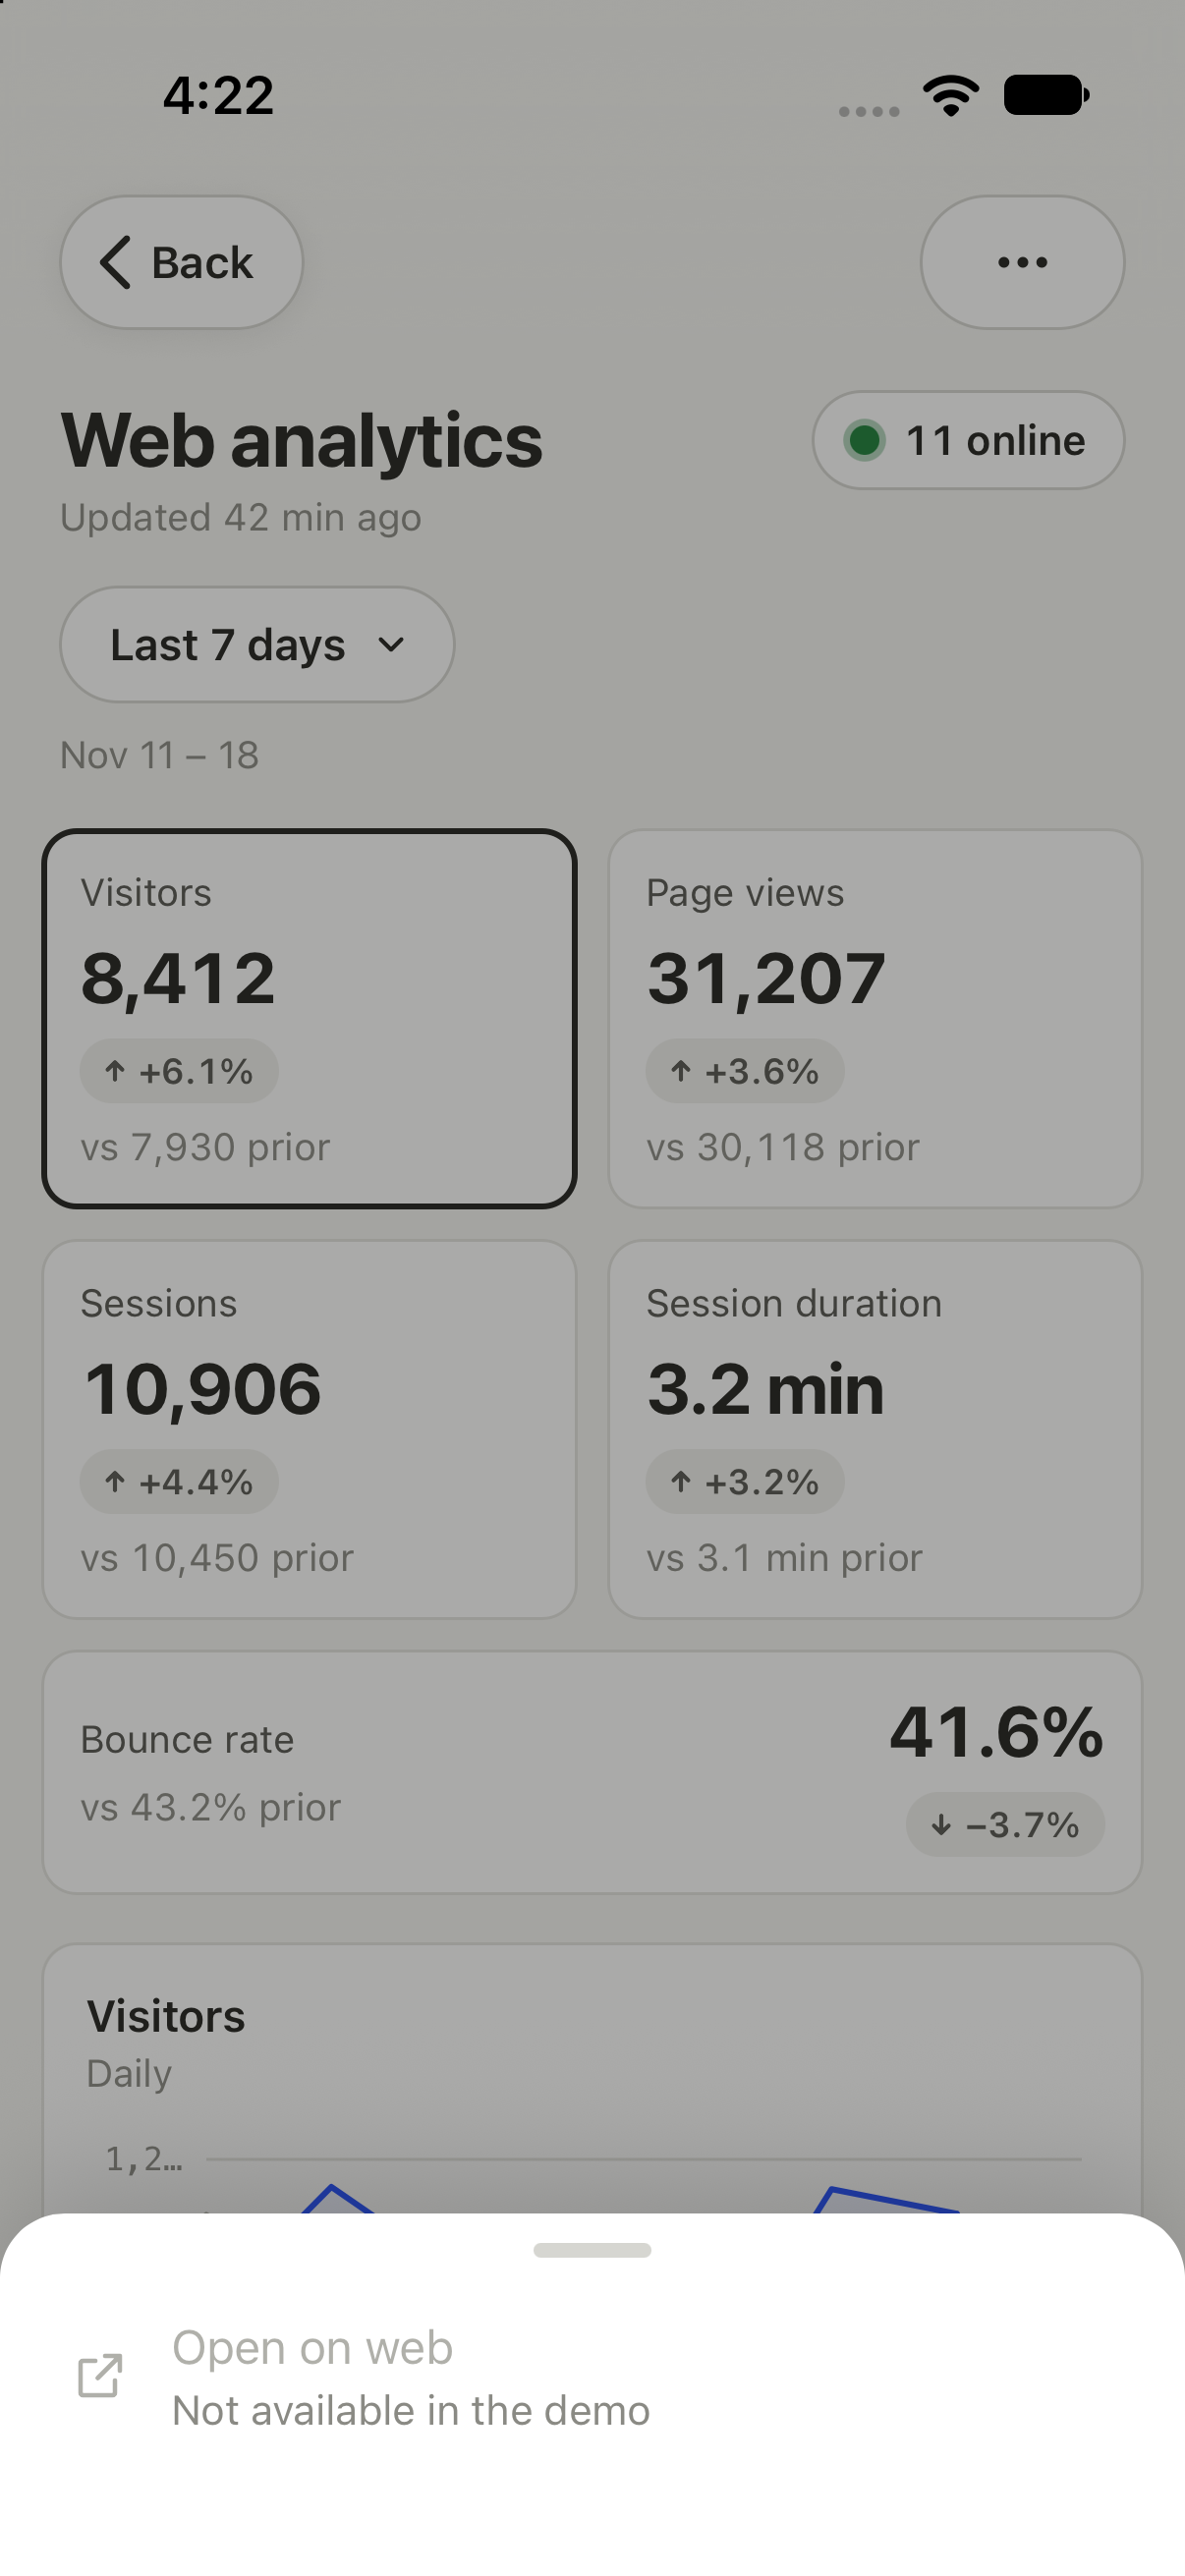 4:22
Back
Web analytics
11 online
Updated 42 min ago
Last 7 days
Nov 11 – 18
Visitors
8,412
↑ +6.1%
vs 7,930 prior
Page views
31,207
↑ +3.6%
vs 30,118 prior
Sessions
10,906
↑ +4.4%
vs 10,450 prior
Session duration
3.2 min
↑ +3.2%
vs 3.1 min prior
Bounce rate
vs 43.2% prior
41.6%
↓ –3.7%
Visitors
Daily
1,2…
Open on web
Not available in the demo